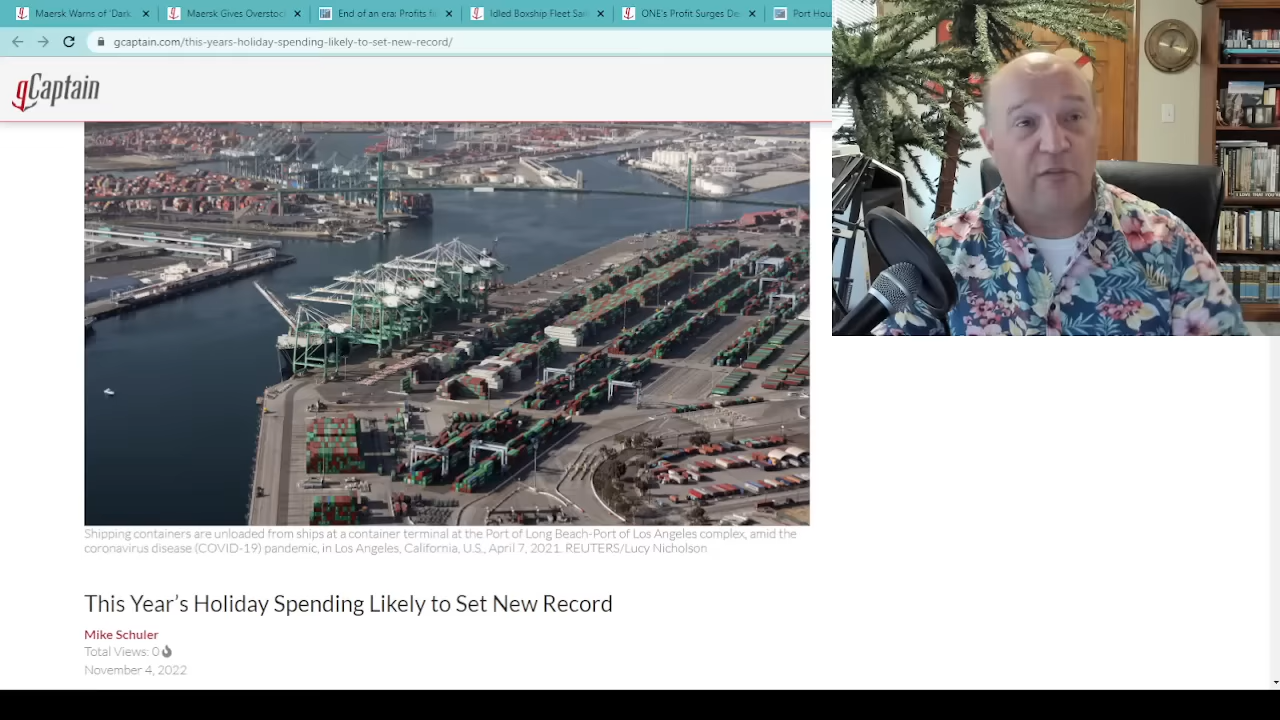 Maersk Warns of 'Dark
Maersk Gives Overstoc
End of an era: Profits f
Idled Boxship Fleet Sai
ONE's Profit Surges De
Port Hou
gcaptain.com/this-years-holiday-spending-likely-to-set-new-record/
gCaptain
Shipping containers are unloaded from ships at a container terminal at the Port of Long Beach-Port of Los Angeles complex, amid the
coronavirus disease (COVID-19) pandemic, in Los Angeles, California, U.S., April 7, 2021. REUTERS/Lucy Nicholson
This Year's Holiday Spending Likely to Set New Record
Mike Schuler
Total Views: 0
November 4, 2022